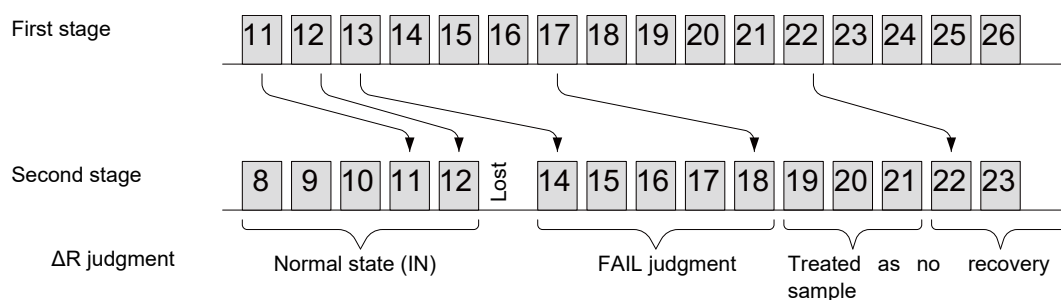 First stage 11 12 13 14 15 16 17 18 19 20 21 22 23 24 25 26
Second stage 8 9 10 11 12 Lost 14 15 16 17 18 19 20 21 22 23
ΔR judgment Normal state (IN) FAIL judgment Treated as no recovery
sample